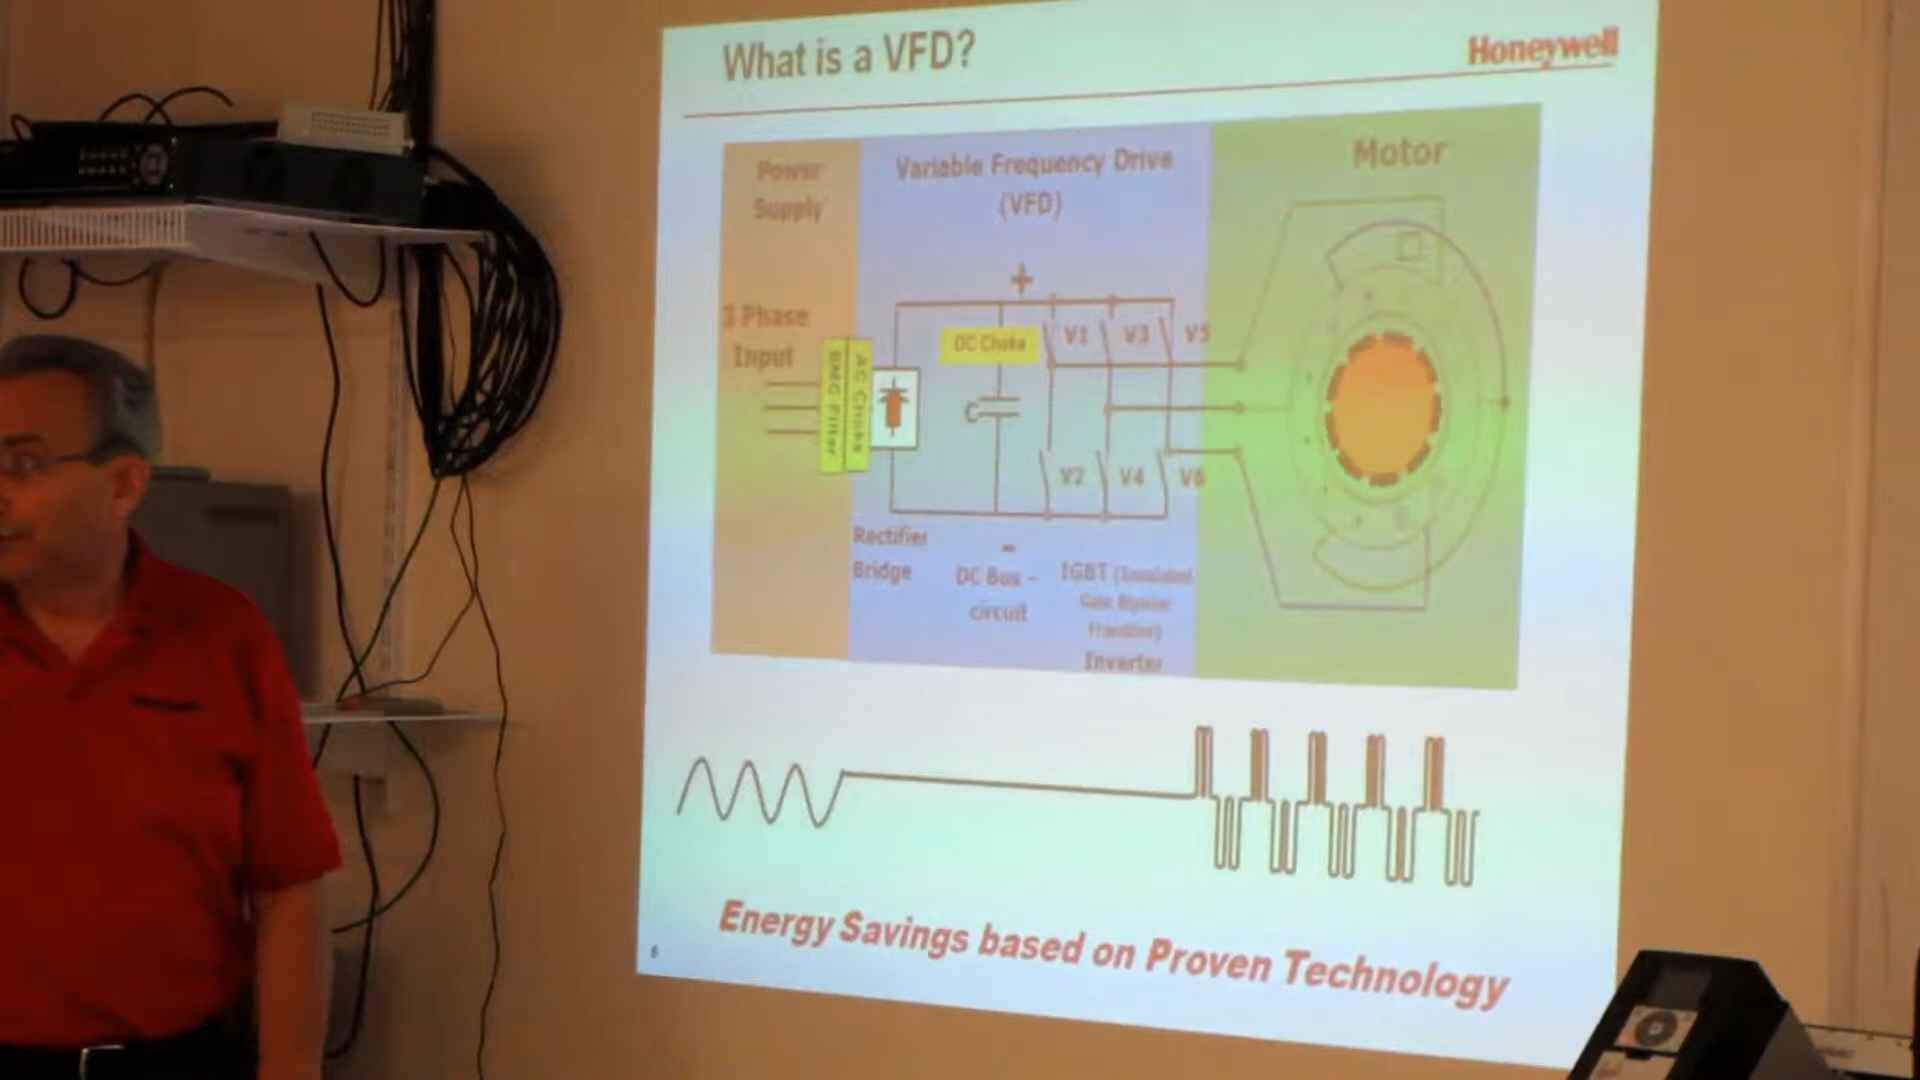 What is a VFD?
Honeywell
Power
Supply
Variable Frequency Drive
(VFD)
Motor
+
3 Phase
Input
EMC Filter
AC Choke
DC Choke
V1
V3
V5
C
V2
V4
V6
Rectifier
Bridge
-
DC Bus -
circuit
IGBT (Insulated
Gate Bipolar
Transistor)
Inverter
Energy Savings based on Proven Technology
6